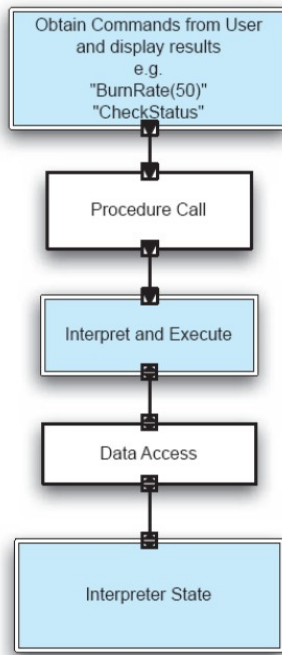 Obtain Commands from User
and display results
e.g.
"BurnRate(50)"
"CheckStatus"
Procedure Call
Interpret and Execute
Data Access
Interpreter State